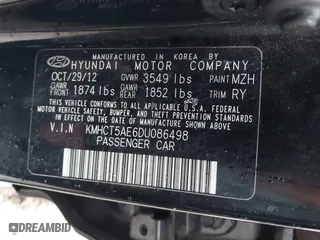 MANUFACTURED IN KOREA BY
HYUNDAI MOTOR COMPANY
OCT/29/12 GVWR 3549 lbs PAINT MZH
GAWR FRONT 1874 lbs GAWR REAR 1852 lbs TRIM RY
THIS VEHICLE CONFORMS TO ALL APPLICABLE U.S.A. FEDERAL
MOTOR VEHICLE SAFETY, BUMPER, AND THEFT PREVENTION
STANDARDS IN EFFECT ON THE DATE OF MANUFACTURE
SHOWN ABOVE.
V.I.N KMHCT5AE6DU086498
PASSENGER CAR
DREAMBID